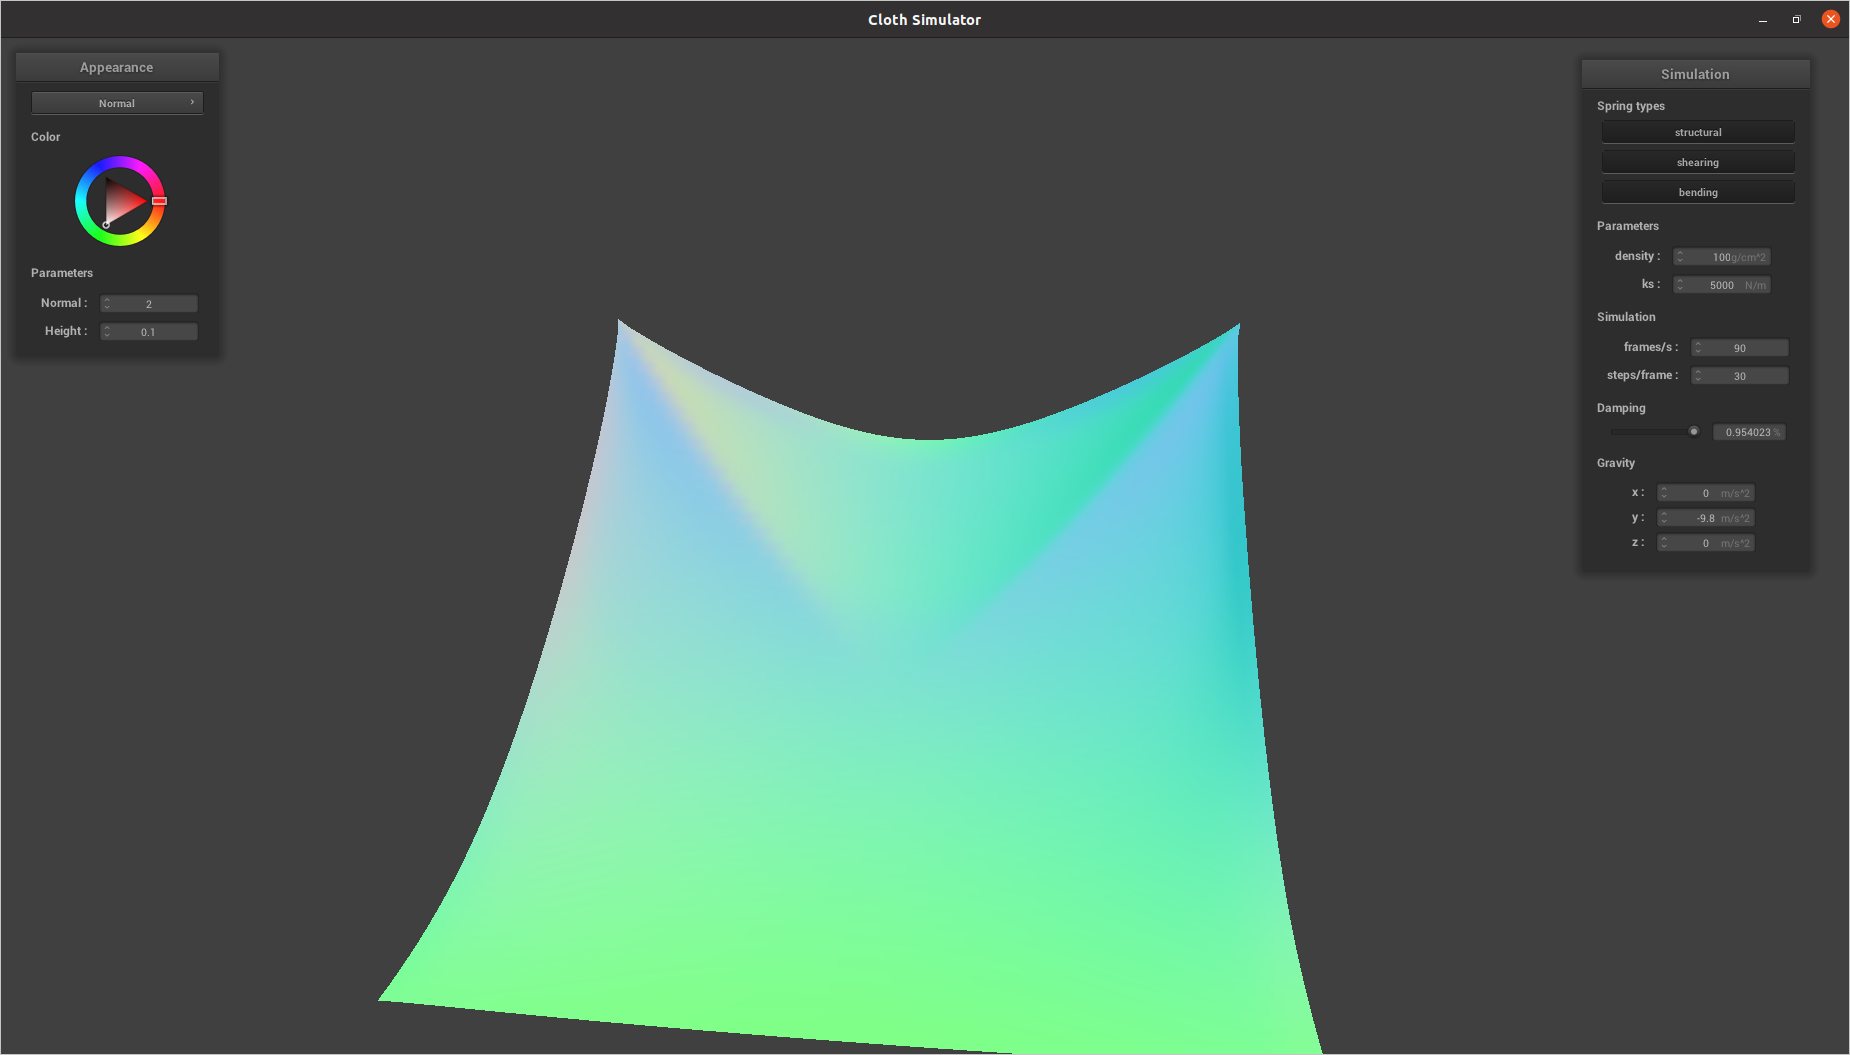 Cloth Simulator
Appearance
Normal
Color
Parameters
Normal : 2
Height : 0.1
Simulation
Spring types
structural
shearing
bending
Parameters
density : 100g/cm^2
ks : 5000 N/m
Simulation
frames/s : 90
steps/frame : 30
Damping
0.954023 %
Gravity
x : 0 m/s^2
y : -9.8 m/s^2
z : 0 m/s^2